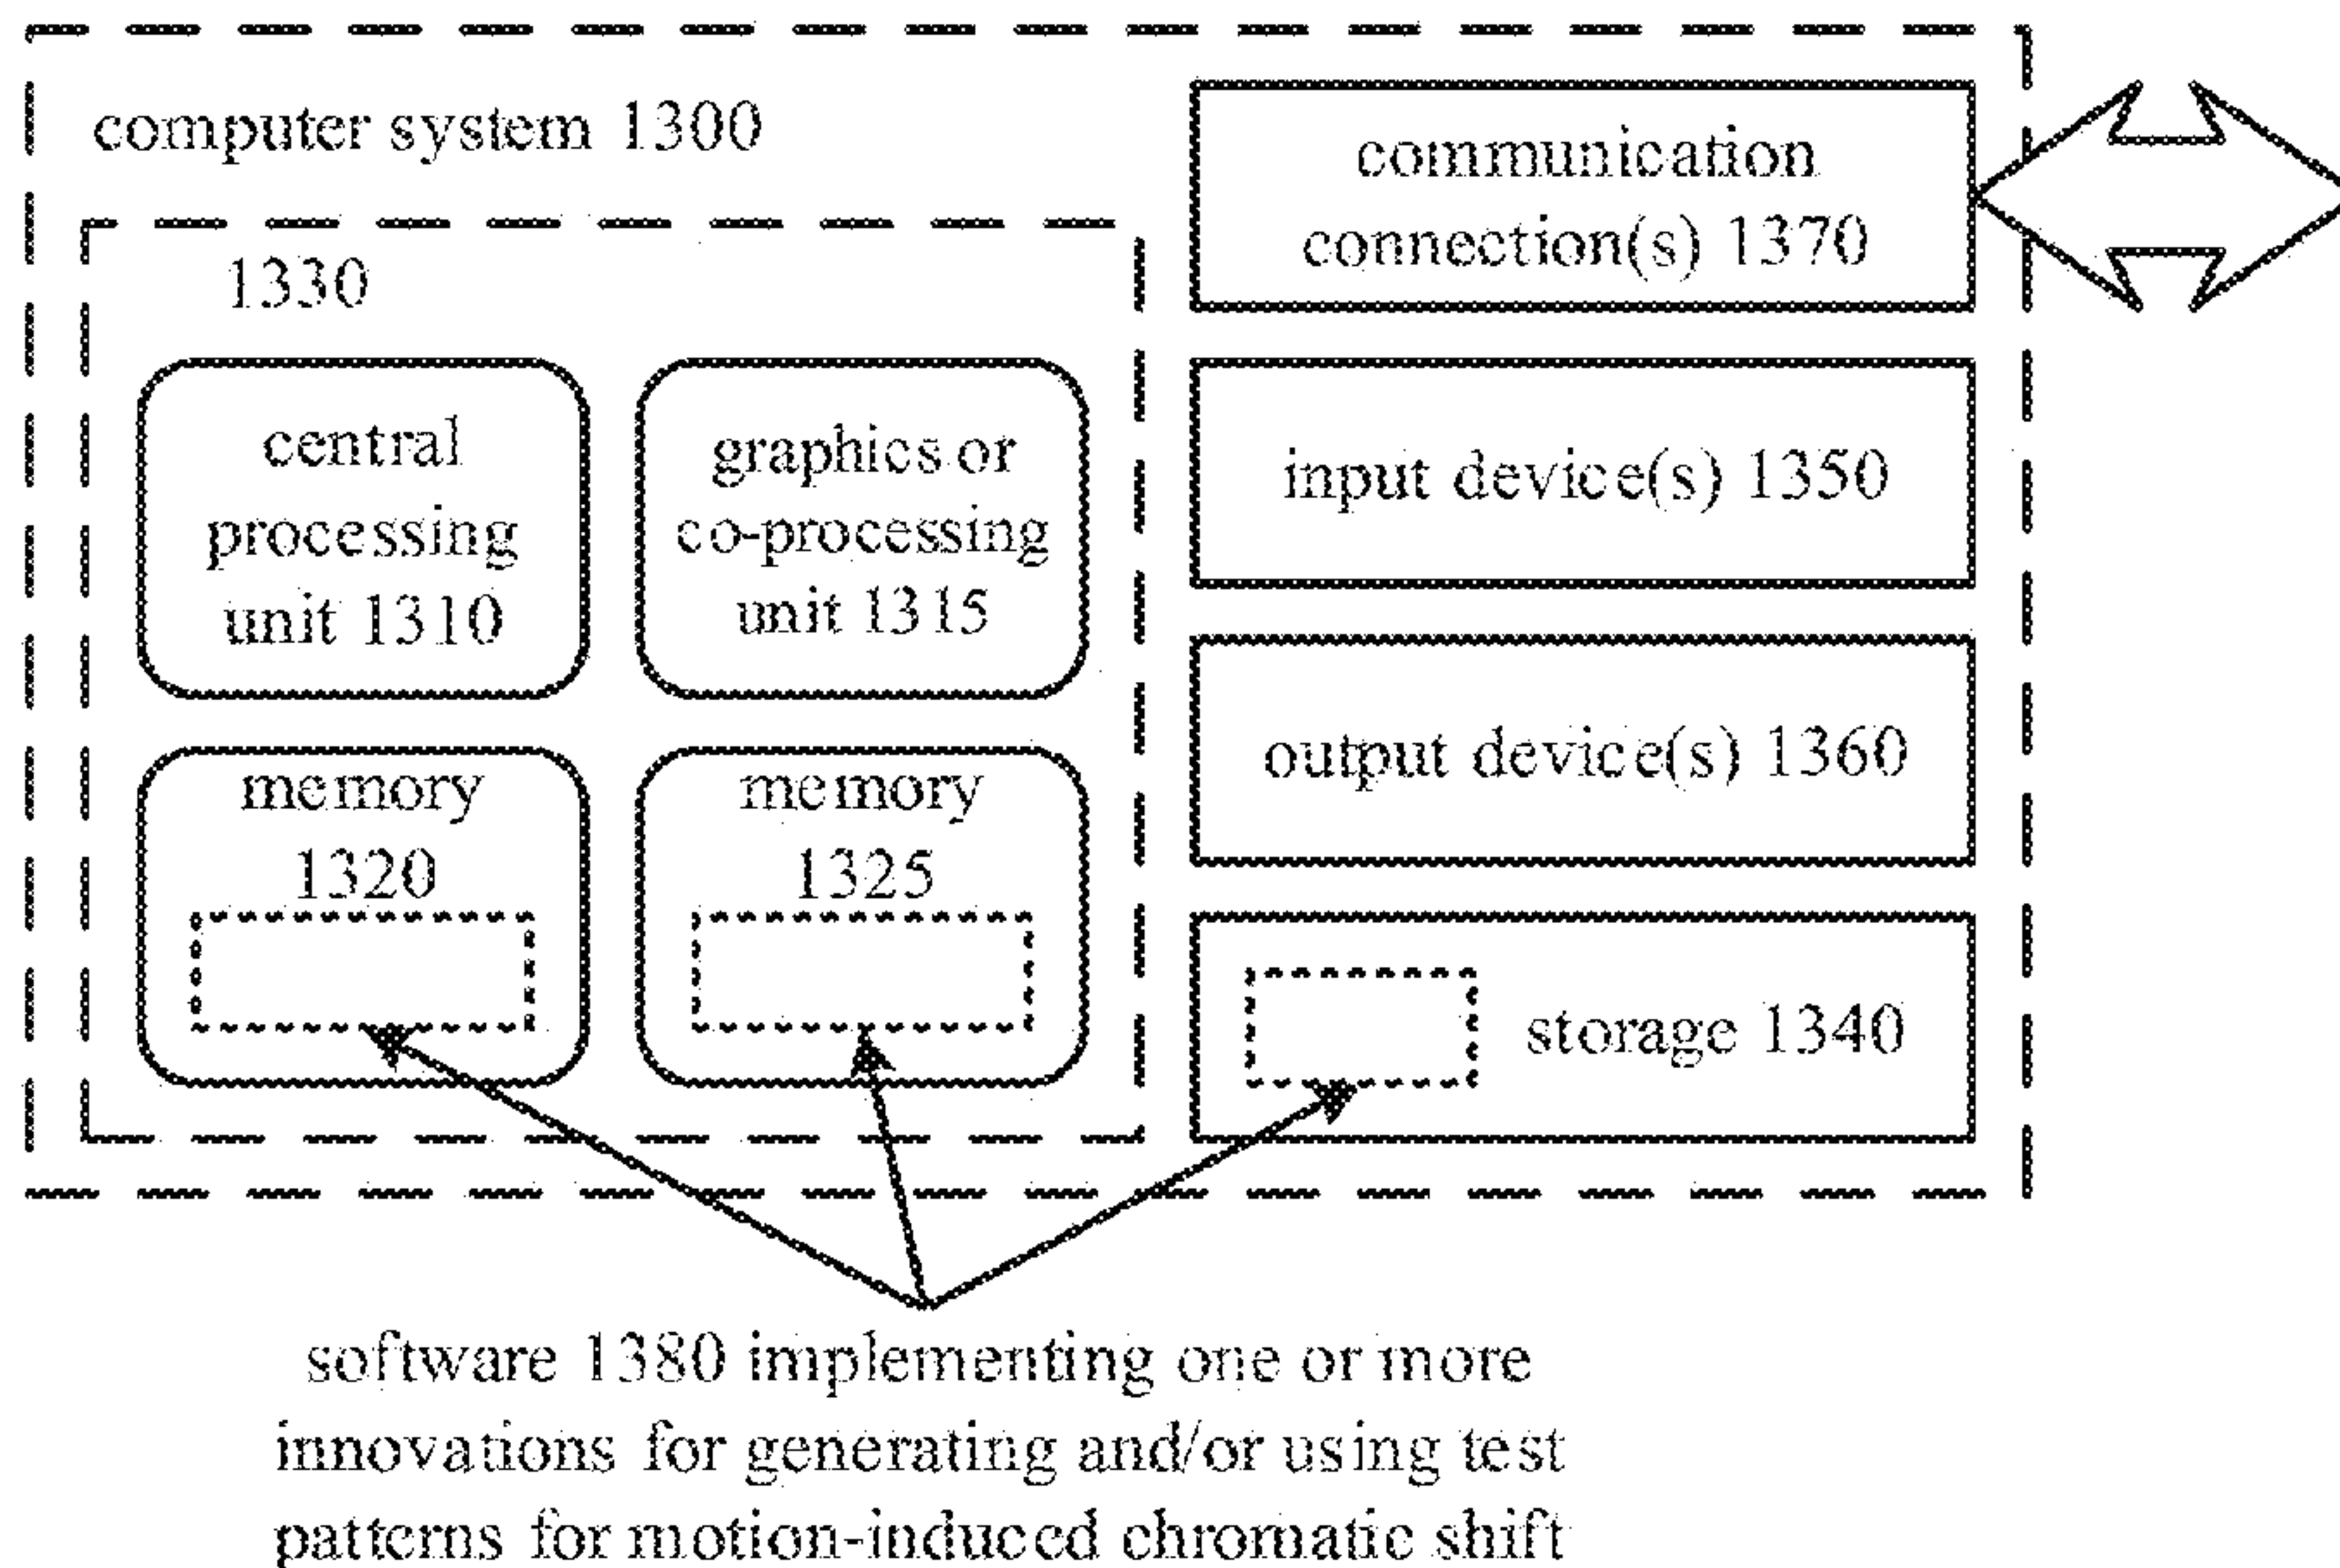 computer system 1300
1330
central
processing
unit 1310
graphics or
co-processing
unit 1315
memory
1320
memory
1325
communication
connection(s) 1370
input device(s) 1350
output device(s) 1360
storage 1340
software 1380 implementing one or more
innovations for generating and/or using test
patterns for motion-induced chromatic shift